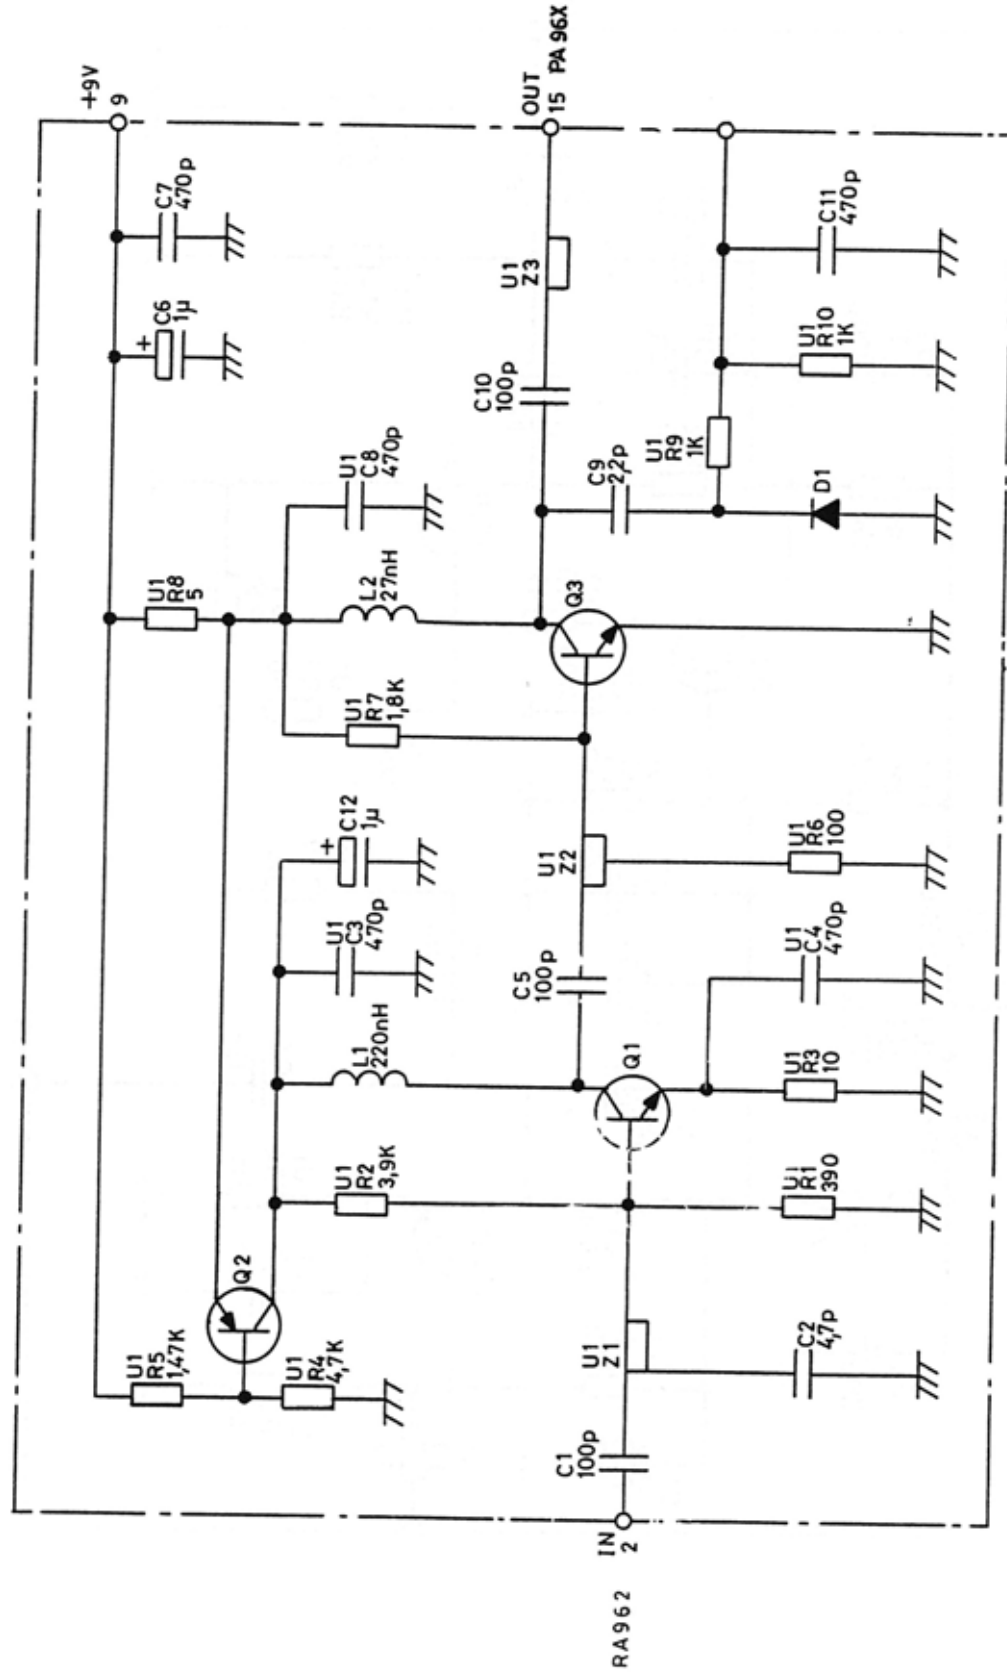 +9V
9
C7
470p
C6
1µ
+
OUT
15 PA 96X
U1
Z3
C10
100p
C11
470p
U1
R10
1K
U1
R9
1K
C9
2,2p
D1
U1
C8
470p
L2
27nH
U1
R8
5
Q3
U1
R7
1,8K
C12
1µ
+
U1
C3
470p
U1
Z2
U1
R6
100
C5
100p
U1
C4
470p
L1
220nH
Q1
U1
R3
10
U1
R2
3,9K
U1
R1
390
Q2
U1
R5
1,47K
U1
R4
4,7K
U1
Z1
C2
4,7p
C1
100p
IN
2
RA962